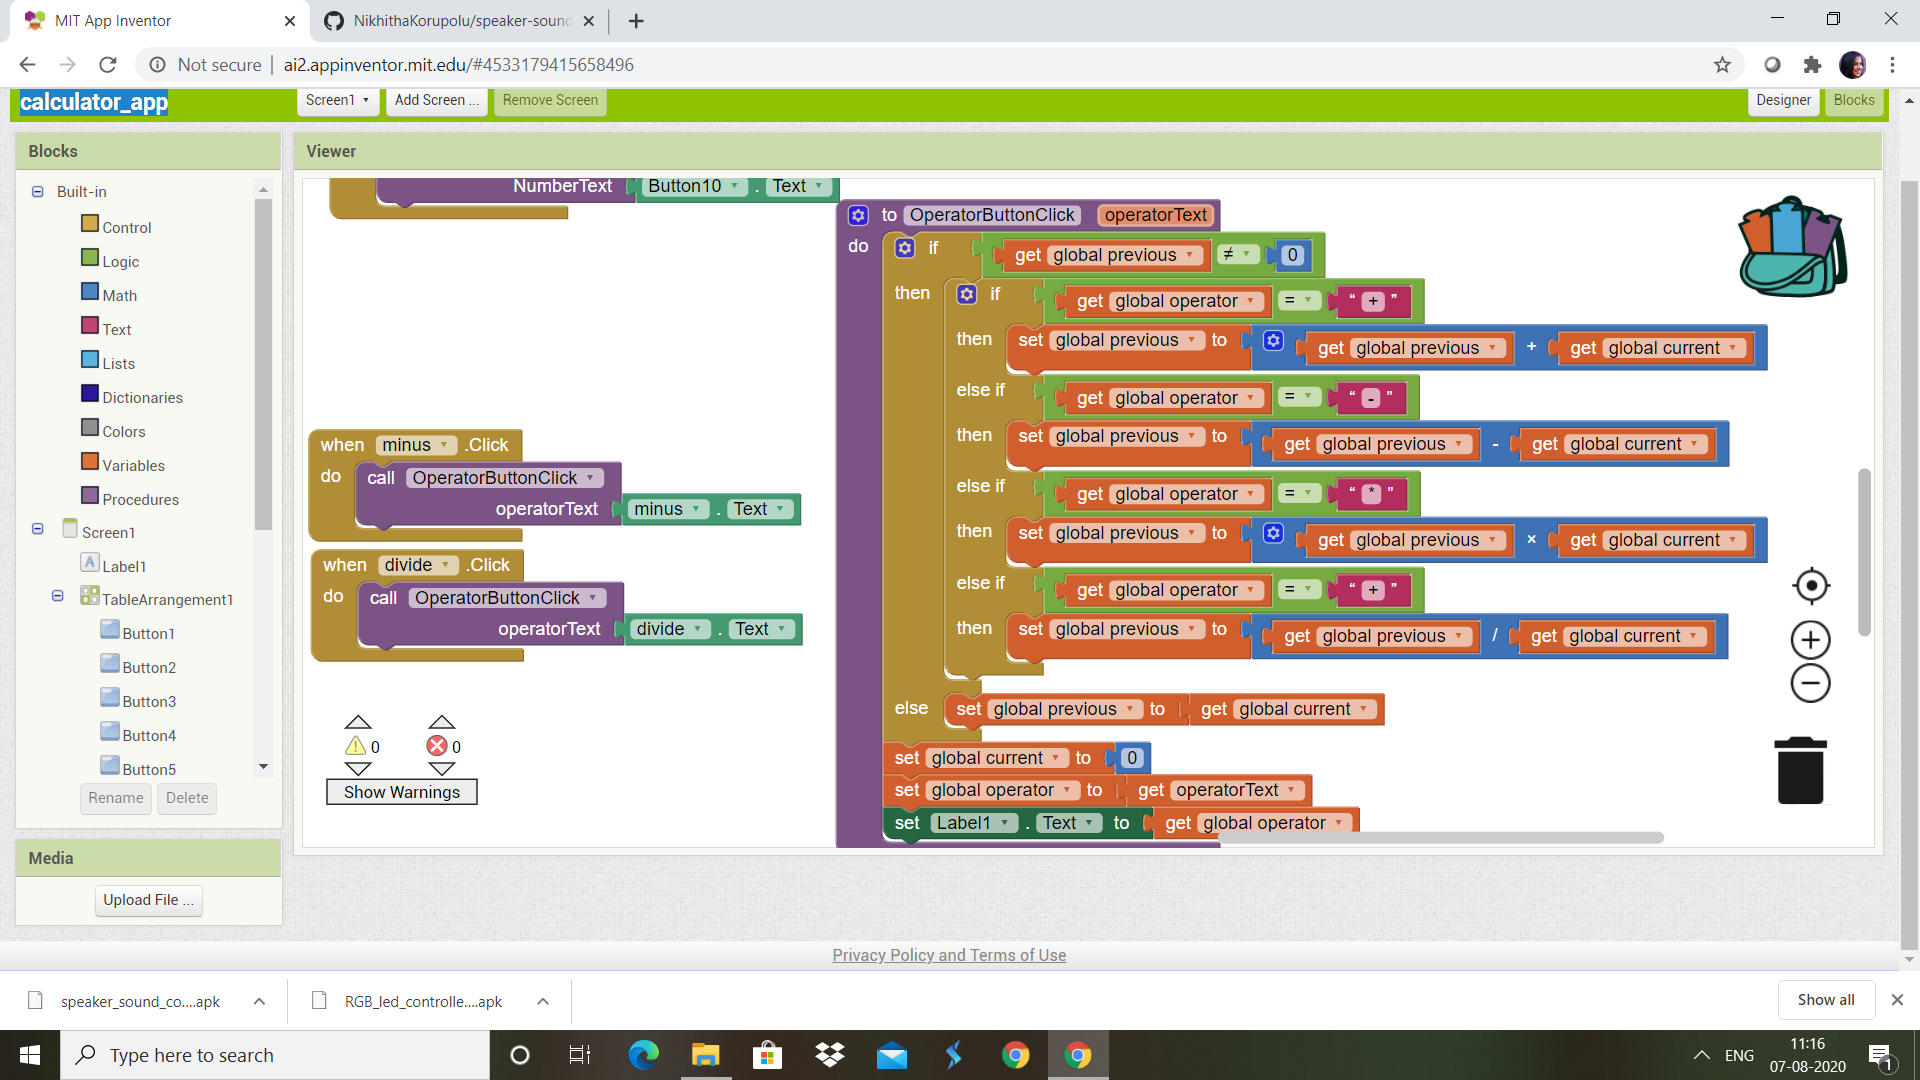 MIT App Inventor
NikhithaKorupolu/speaker-soun
Not secure | ai2.appinventor.mit.edu/#4533179415658496
calculator_app
Screen1
Add Screen ...
Remove Screen
Designer
Blocks
Blocks
Built-in
Control
Logic
Math
Text
Lists
Dictionaries
Colors
Variables
Procedures
Screen1
A Label1
TableArrangement1
Button1
Button2
Button3
Button4
Button5
Rename
Delete
Media
Upload File ...
Viewer
NumberText Button10 . Text
when minus .Click
do call OperatorButtonClick
operatorText minus . Text
when divide .Click
do call OperatorButtonClick
operatorText divide . Text
0 0
Show Warnings
to OperatorButtonClick operatorText
do if get global previous ≠ 0
then if get global operator = “ + ”
then set global previous to get global previous + get global current
else if get global operator = “ - ”
then set global previous to get global previous - get global current
else if get global operator = “ * ”
then set global previous to get global previous × get global current
else if get global operator = “ + ”
then set global previous to get global previous / get global current
else set global previous to get global current
set global current to 0
set global operator to get operatorText
set Label1 . Text to get global operator
Privacy Policy and Terms of Use
speaker_sound_co....apk
RGB_led_controlle....apk
Show all
Type here to search
ENG
11:16
07-08-2020
1